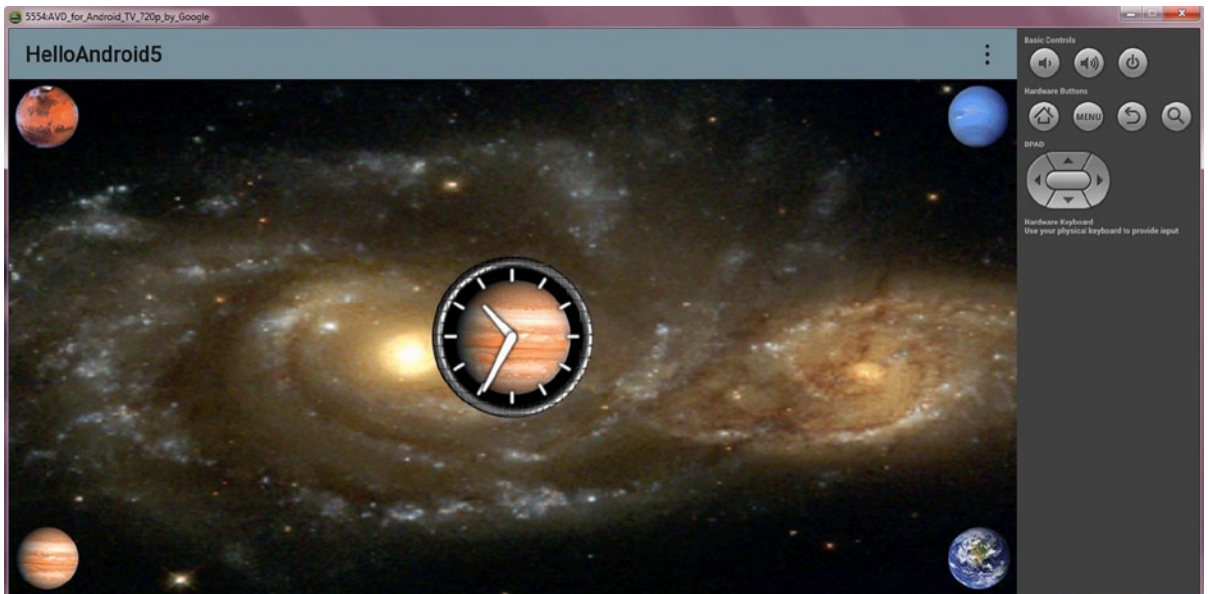 5554:AVD_for_Android_TV_720p_by_Google
HelloAndroid5
Basic Controls
Hardware Buttons
MENU
DPAD
Hardware Keyboard
Use your physical keyboard to provide input